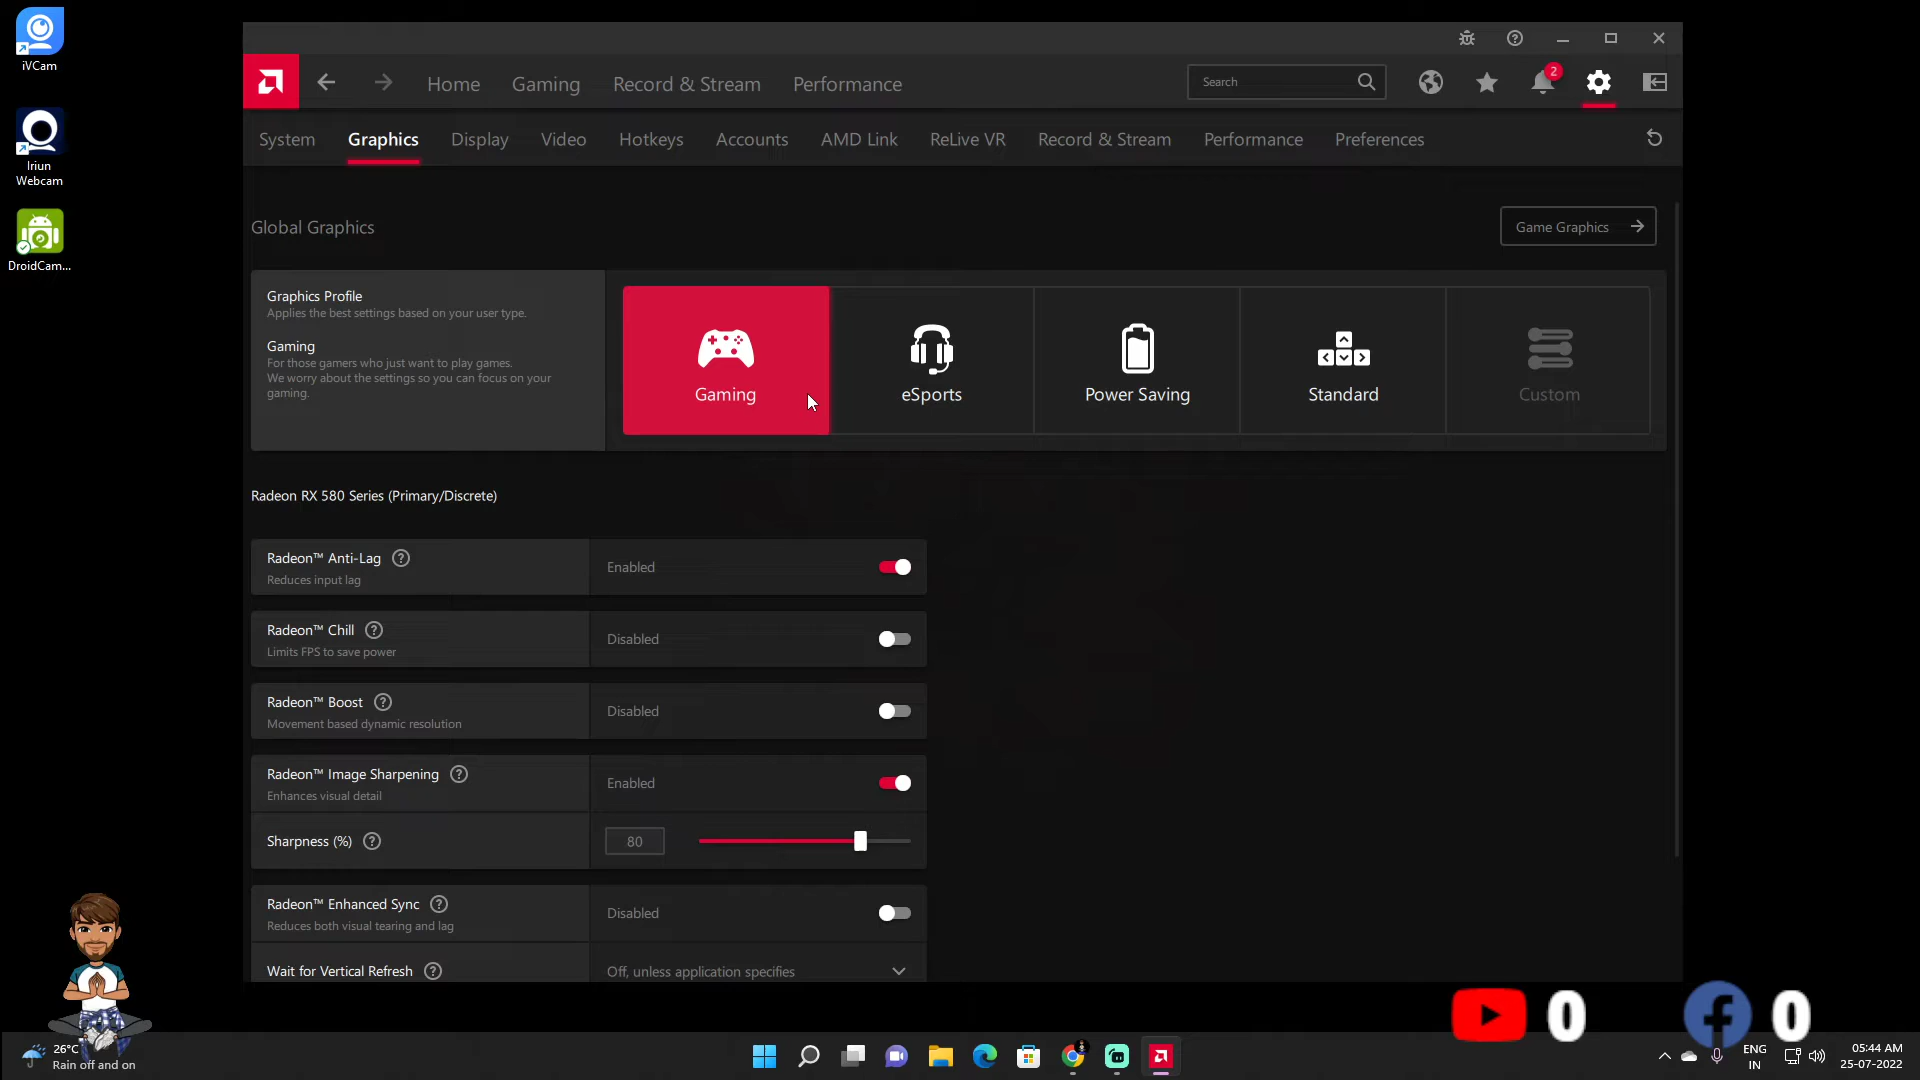 iVCam
Iriun
Webcam
DroidCam...
Home
Gaming
Record & Stream
Performance
Search
2
System
Graphics
Display
Video
Hotkeys
Accounts
AMD Link
ReLive VR
Record & Stream
Performance
Preferences
Global Graphics
Game Graphics
Graphics Profile
Applies the best settings based on your user type.
Gaming
For those gamers who just want to play games.
We worry about the settings so you can focus on your
gaming.
Gaming
eSports
Power Saving
Standard
Custom
Radeon RX 580 Series (Primary/Discrete)
Radeon™ Anti-Lag
Reduces input lag
Enabled
Radeon™ Chill
Limits FPS to save power
Disabled
Radeon™ Boost
Movement based dynamic resolution
Disabled
Radeon™ Image Sharpening
Enhances visual detail
Enabled
Sharpness (%)
80
Radeon™ Enhanced Sync
Reduces both visual tearing and lag
Disabled
Wait for Vertical Refresh
Off, unless application specifies
0
0
26°C
Rain off and on
ENG
IN
05:44 AM
25-07-2022